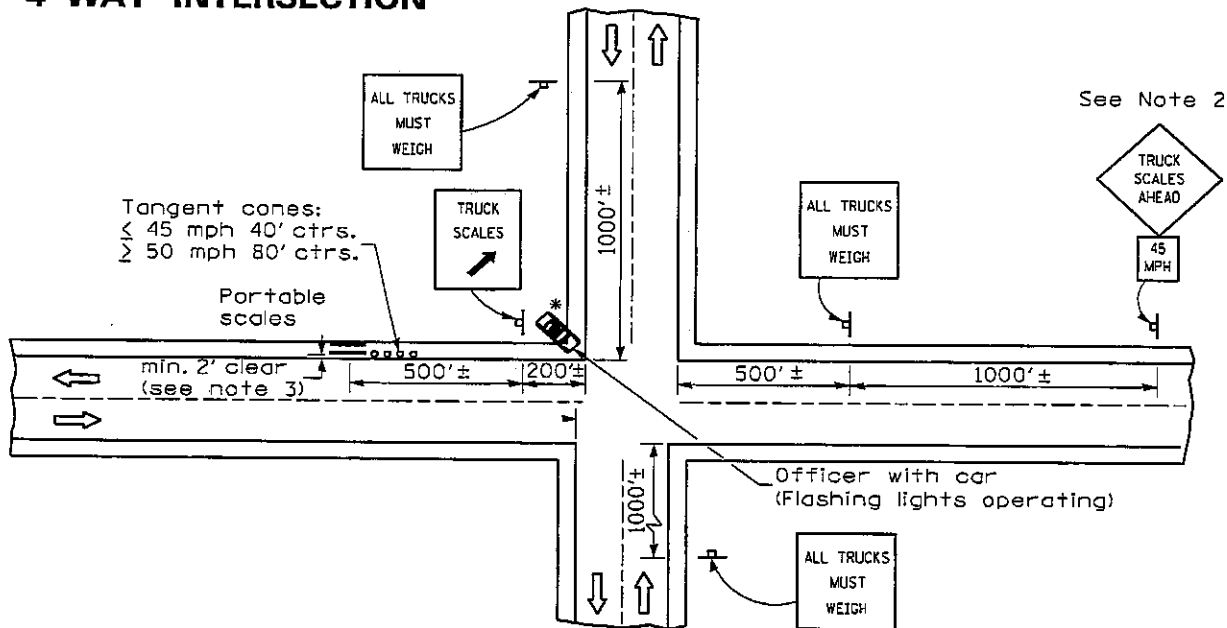 4 WAY INTERSECTION
ALL TRUCKS
MUST
WEIGH
See Note 2
TRUCK
SCALES
AHEAD
45
MPH
Tangent cones:
≤ 45 mph 40' ctrs.
≥ 50 mph 80' ctrs.
TRUCK
SCALES
1000'±
ALL TRUCKS
MUST
WEIGH
Portable
scales
*
min. 2' clear
(see note 3)
500'±
200'±
500'±
1000'±
1000'±
Officer with car
(Flashing lights operating)
ALL TRUCKS
MUST
WEIGH